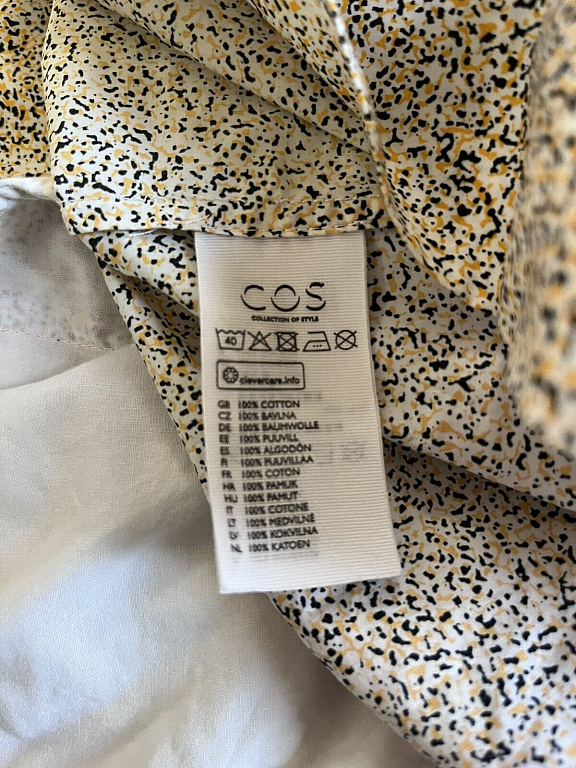 COS
COLLECTION OF STYLE
40
clevercare.info
GB 100% COTTON
CZ 100% BAVLNA
DE 100% BAUMWOLLE
EE 100% PUUVILL
ES 100% ALGODÓN
FI 100% PUUVILLAA
FR 100% COTON
HR 100% PAMUK
HU 100% PAMUT
IT 100% COTONE
LT 100% MEDVILNĖ
LV 100% KOKVILNA
NL 100% KATOEN